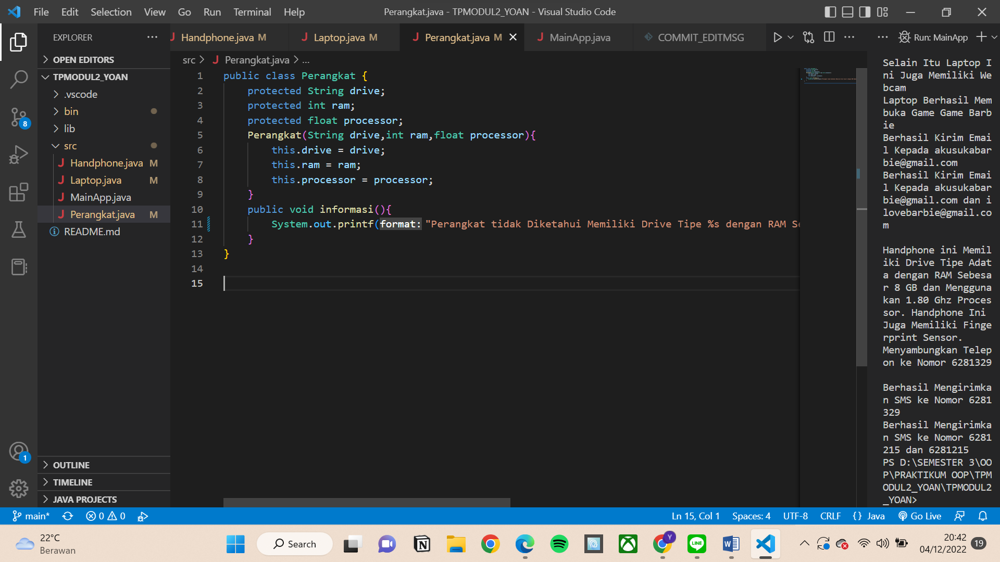 File Edit Selection View Go Run Terminal Help
Perangkat.java - TPMODUL2_YOAN - Visual Studio Code
EXPLORER
OPEN EDITORS
TPMODUL2_YOAN
.vscode
bin
lib
src
Handphone.java M
Laptop.java M
MainApp.java
Perangkat.java M
README.md
OUTLINE
TIMELINE
JAVA PROJECTS
8
1
Handphone.java M
Laptop.java M
Perangkat.java M
MainApp.java
COMMIT_EDITMSG
Run: MainApp
src > Perangkat.java > ...
1 public class Perangkat {
2 protected String drive;
3 protected int ram;
4 protected float processor;
5 Perangkat(String drive,int ram,float processor){
6 this.drive = drive;
7 this.ram = ram;
8 this.processor = processor;
9 }
10 public void informasi(){
11 System.out.printf(format:"Perangkat tidak Diketahui Memiliki Drive Tipe %s dengan RAM Se
12 }
13 }
14
15
Selain Itu Laptop I
ni Juga Memiliki We
bcam
Laptop Berhasil Mem
buka Game Game Barb
ie
Berhasil Kirim Emai
l Kepada akusukabar
bie@gmail.com
Berhasil Kirim Emai
l Kepada akusukabar
bie@gmail.com dan i
lovebarbie@gmail.co
m
Handphone ini Memil
iki Drive Tipe Adat
a dengan RAM Sebesa
r 8 GB dan Mengguna
kan 1.80 Ghz Proces
sor. Handphone Ini
Juga Memiliki Finge
rprint Sensor.
Menyambungkan Telep
on ke Nomor 6281329
Berhasil Mengirimka
n SMS ke Nomor 6281
329
Berhasil Mengirimka
n SMS ke Nomor 6281
215 dan 6281215
PS D:\SEMESTER 3\OO
P\PRAKTIKUM OOP\TPM
ODUL2_YOAN\TPMODUL2
_YOAN>
main* 0 0 Ln 15, Col 1 Spaces: 4 UTF-8 CRLF {} Java Go Live
22°C
Berawan
Search
Y
LINE
20:42
04/12/2022
19